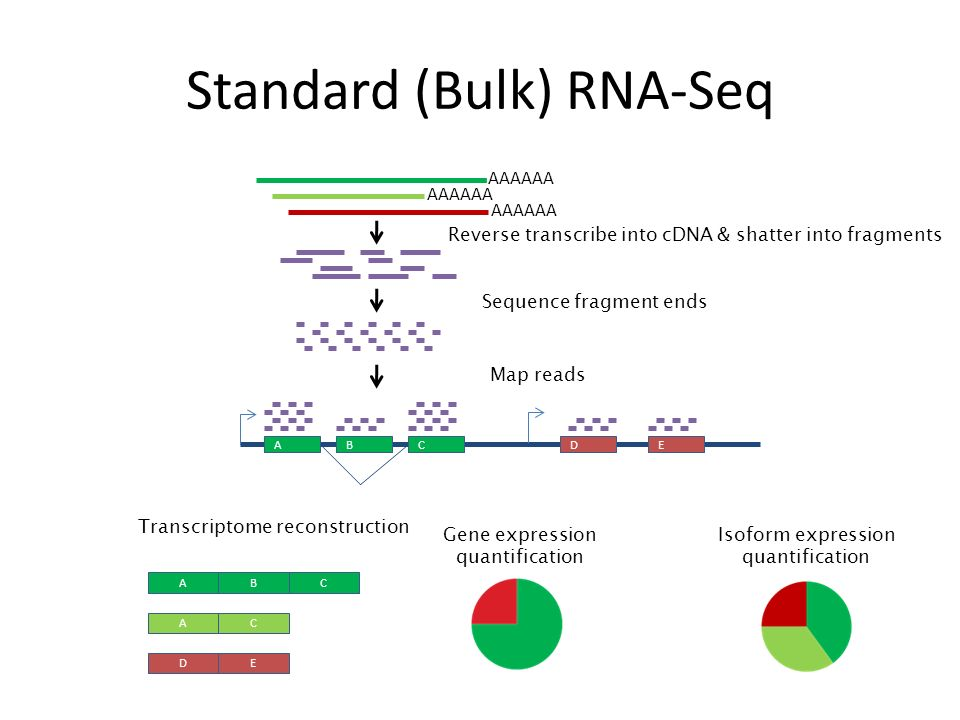 Standard (Bulk) RNA-Seq
AAAAAA
AAAAAA
AAAAAA
Reverse transcribe into cDNA & shatter into fragments
Sequence fragment ends
Map reads
A B C D E
Transcriptome reconstruction
Gene expression
quantification
Isoform expression
quantification
A B C
A C
D E